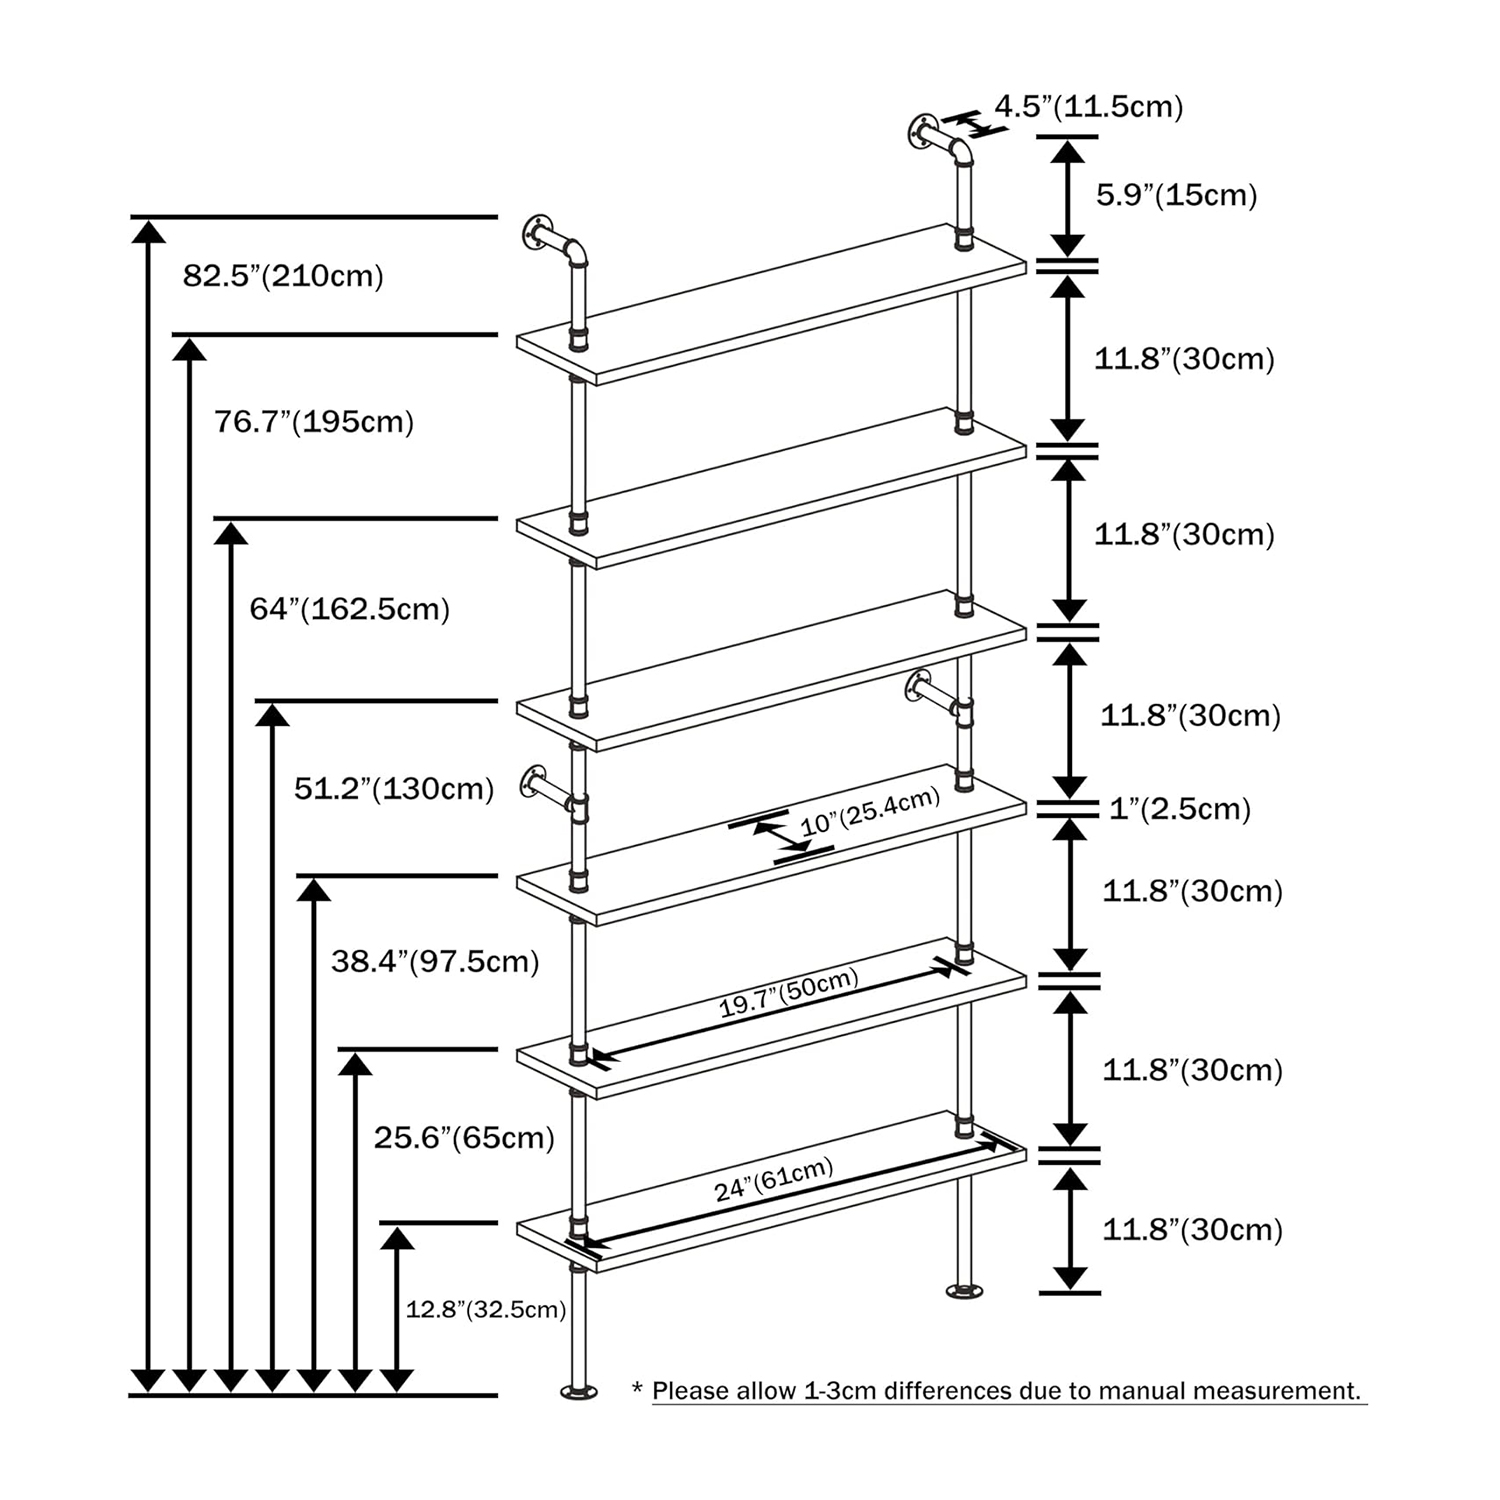 4.5”(11.5cm)
5.9”(15cm)
82.5”(210cm)
11.8”(30cm)
76.7”(195cm)
11.8”(30cm)
64”(162.5cm)
11.8”(30cm)
51.2”(130cm)
10”(25.4cm)
1”(2.5cm)
11.8”(30cm)
38.4”(97.5cm)
19.7”(50cm)
11.8”(30cm)
25.6”(65cm)
24”(61cm)
11.8”(30cm)
12.8”(32.5cm)
* Please allow 1-3cm differences due to manual measurement.